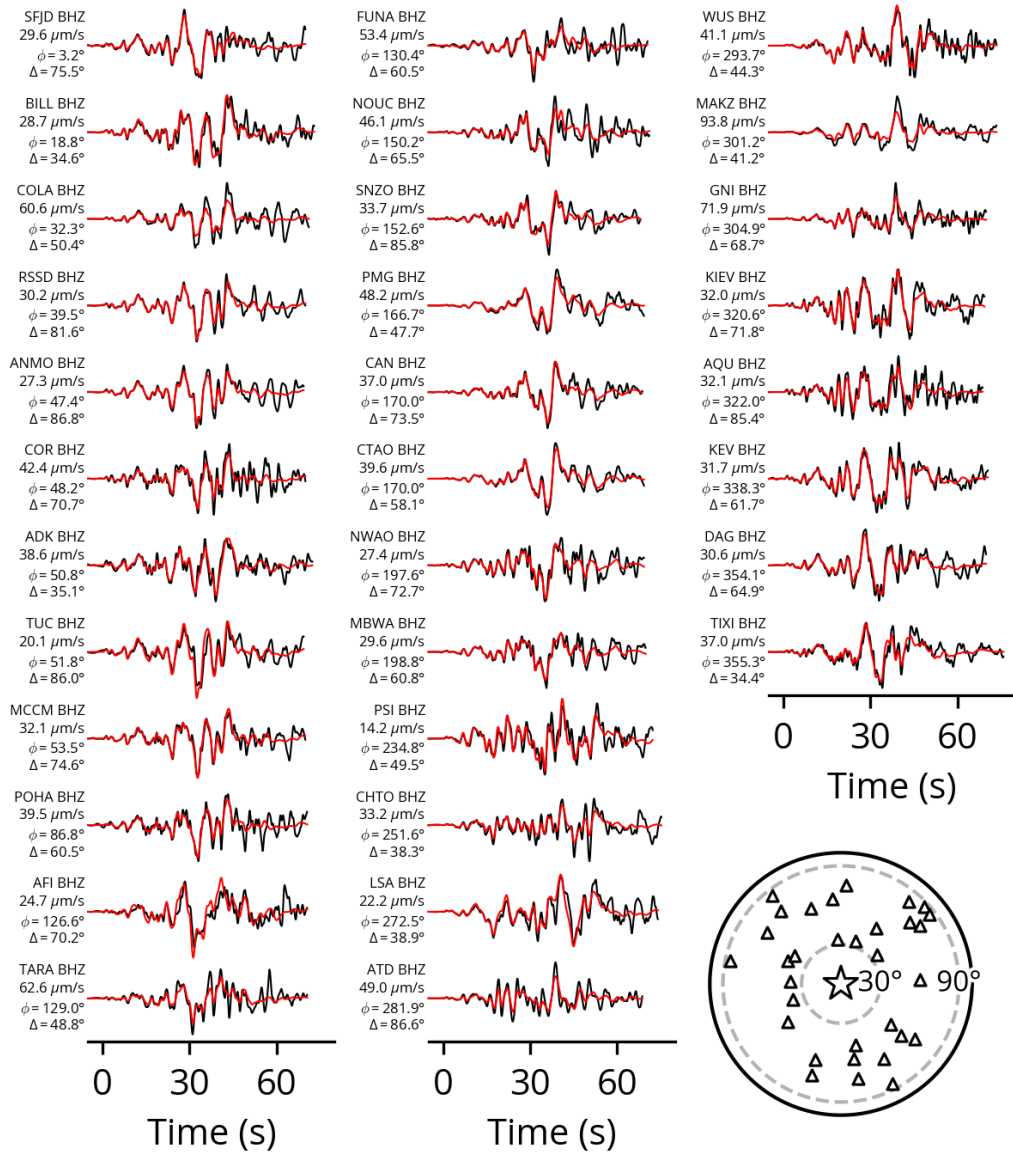 SFJD BHZ
29.6 μm/s
ϕ = 3.2°
Δ = 75.5°
BILL BHZ
28.7 μm/s
ϕ = 18.8°
Δ = 34.6°
COLA BHZ
60.6 μm/s
ϕ = 32.3°
Δ = 50.4°
RSSD BHZ
30.2 μm/s
ϕ = 39.5°
Δ = 81.6°
ANMO BHZ
27.3 μm/s
ϕ = 47.4°
Δ = 86.8°
COR BHZ
42.4 μm/s
ϕ = 48.2°
Δ = 70.7°
ADK BHZ
38.6 μm/s
ϕ = 50.8°
Δ = 35.1°
TUC BHZ
20.1 μm/s
ϕ = 51.8°
Δ = 86.0°
MCCM BHZ
32.1 μm/s
ϕ = 53.5°
Δ = 74.6°
POHA BHZ
39.5 μm/s
ϕ = 86.8°
Δ = 60.5°
AFI BHZ
24.7 μm/s
ϕ = 126.6°
Δ = 70.2°
TARA BHZ
62.6 μm/s
ϕ = 129.0°
Δ = 48.8°
0 30 60
Time (s)
FUNA BHZ
53.4 μm/s
ϕ = 130.4°
Δ = 60.5°
NOUC BHZ
46.1 μm/s
ϕ = 150.2°
Δ = 65.5°
SNZO BHZ
33.7 μm/s
ϕ = 152.6°
Δ = 85.8°
PMG BHZ
48.2 μm/s
ϕ = 166.7°
Δ = 47.7°
CAN BHZ
37.0 μm/s
ϕ = 170.0°
Δ = 73.5°
CTAO BHZ
39.6 μm/s
ϕ = 170.0°
Δ = 58.1°
NWAO BHZ
27.4 μm/s
ϕ = 197.6°
Δ = 72.7°
MBWA BHZ
29.6 μm/s
ϕ = 198.8°
Δ = 60.8°
PSI BHZ
14.2 μm/s
ϕ = 234.8°
Δ = 49.5°
CHTO BHZ
33.2 μm/s
ϕ = 251.6°
Δ = 38.3°
LSA BHZ
22.2 μm/s
ϕ = 272.5°
Δ = 38.9°
ATD BHZ
49.0 μm/s
ϕ = 281.9°
Δ = 86.6°
0 30 60
Time (s)
WUS BHZ
41.1 μm/s
ϕ = 293.7°
Δ = 44.3°
MAKZ BHZ
93.8 μm/s
ϕ = 301.2°
Δ = 41.2°
GNI BHZ
71.9 μm/s
ϕ = 304.9°
Δ = 68.7°
KIEV BHZ
32.0 μm/s
ϕ = 320.6°
Δ = 71.8°
AQU BHZ
32.1 μm/s
ϕ = 322.0°
Δ = 85.4°
KEV BHZ
31.7 μm/s
ϕ = 338.3°
Δ = 61.7°
DAG BHZ
30.6 μm/s
ϕ = 354.1°
Δ = 64.9°
TIXI BHZ
37.0 μm/s
ϕ = 355.3°
Δ = 34.4°
0 30 60
Time (s)
30° 90°